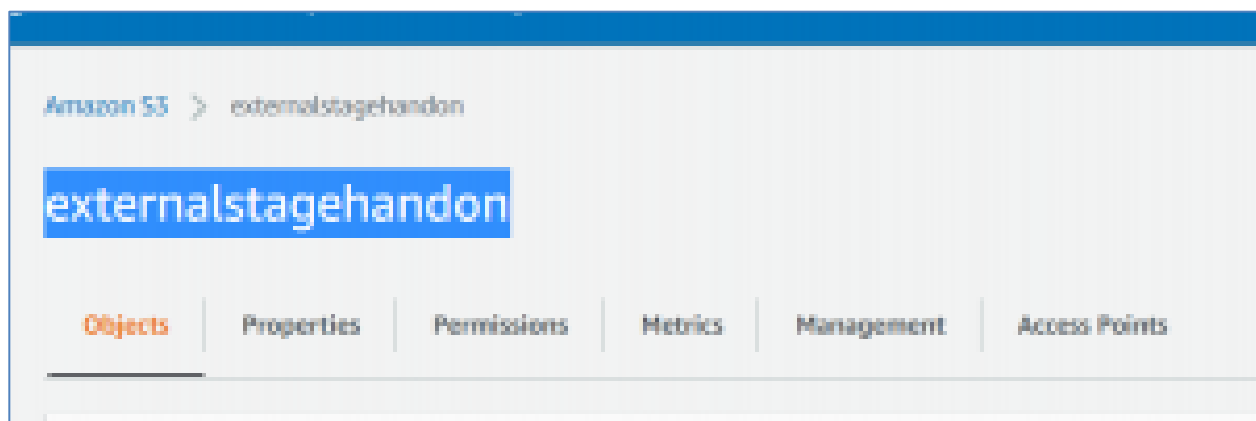 Amazon S3 > externalstagehandon
externalstagehandon
Objects Properties Permissions Metrics Management Access Points